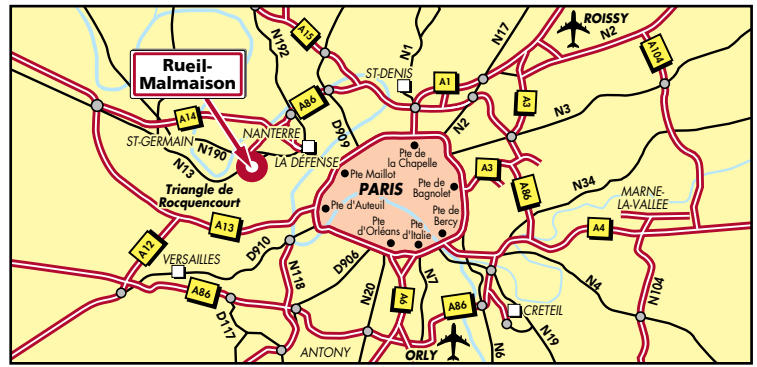 ROISSY
N17
N2
A15
N192
N1
A104
Rueil-
Malmaison
ST-DENIS
A1
A86
A3
N3
A14
N2
D909
NANTERRE
ST-GERMAIN
N190
LA DÉFENSE
Pte de
la Chapelle
N13
A3
Pte Maillot
PARIS
Pte de
Bagnolet
A86
N34
MARNE-
LA-VALLEE
Triangle de
Rocquencourt
Pte d'Auteuil
Pte de
Bercy
A13
Pte
d'Orléans
Pte
d'Italie
A4
A12
D910
VERSAILLES
D906
N118
N20
N7
N4
N104
A86
A6
A86
CRETEIL
D117
N19
N6
ANTONY
ORLY